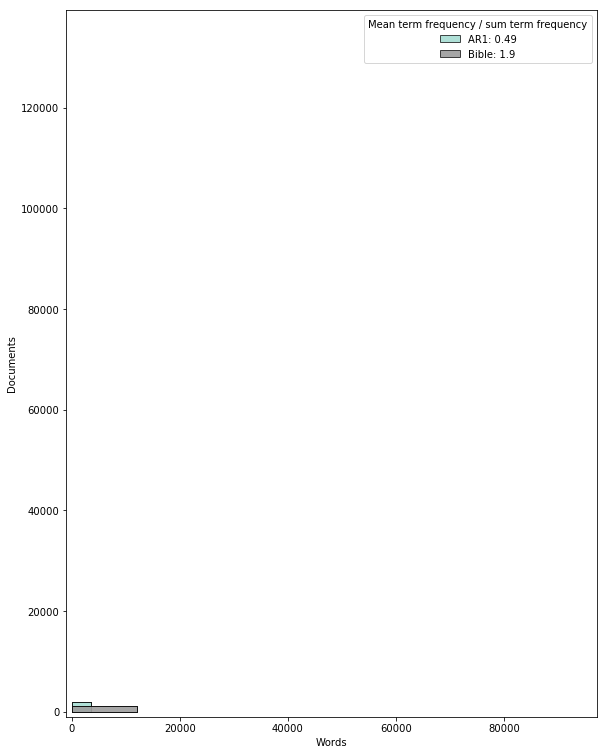 Mean term frequency / sum term frequency
AR1: 0.49
Bible: 1.9
120000
100000
80000
60000
40000
20000
0
Documents
0 20000 40000 60000 80000
Words